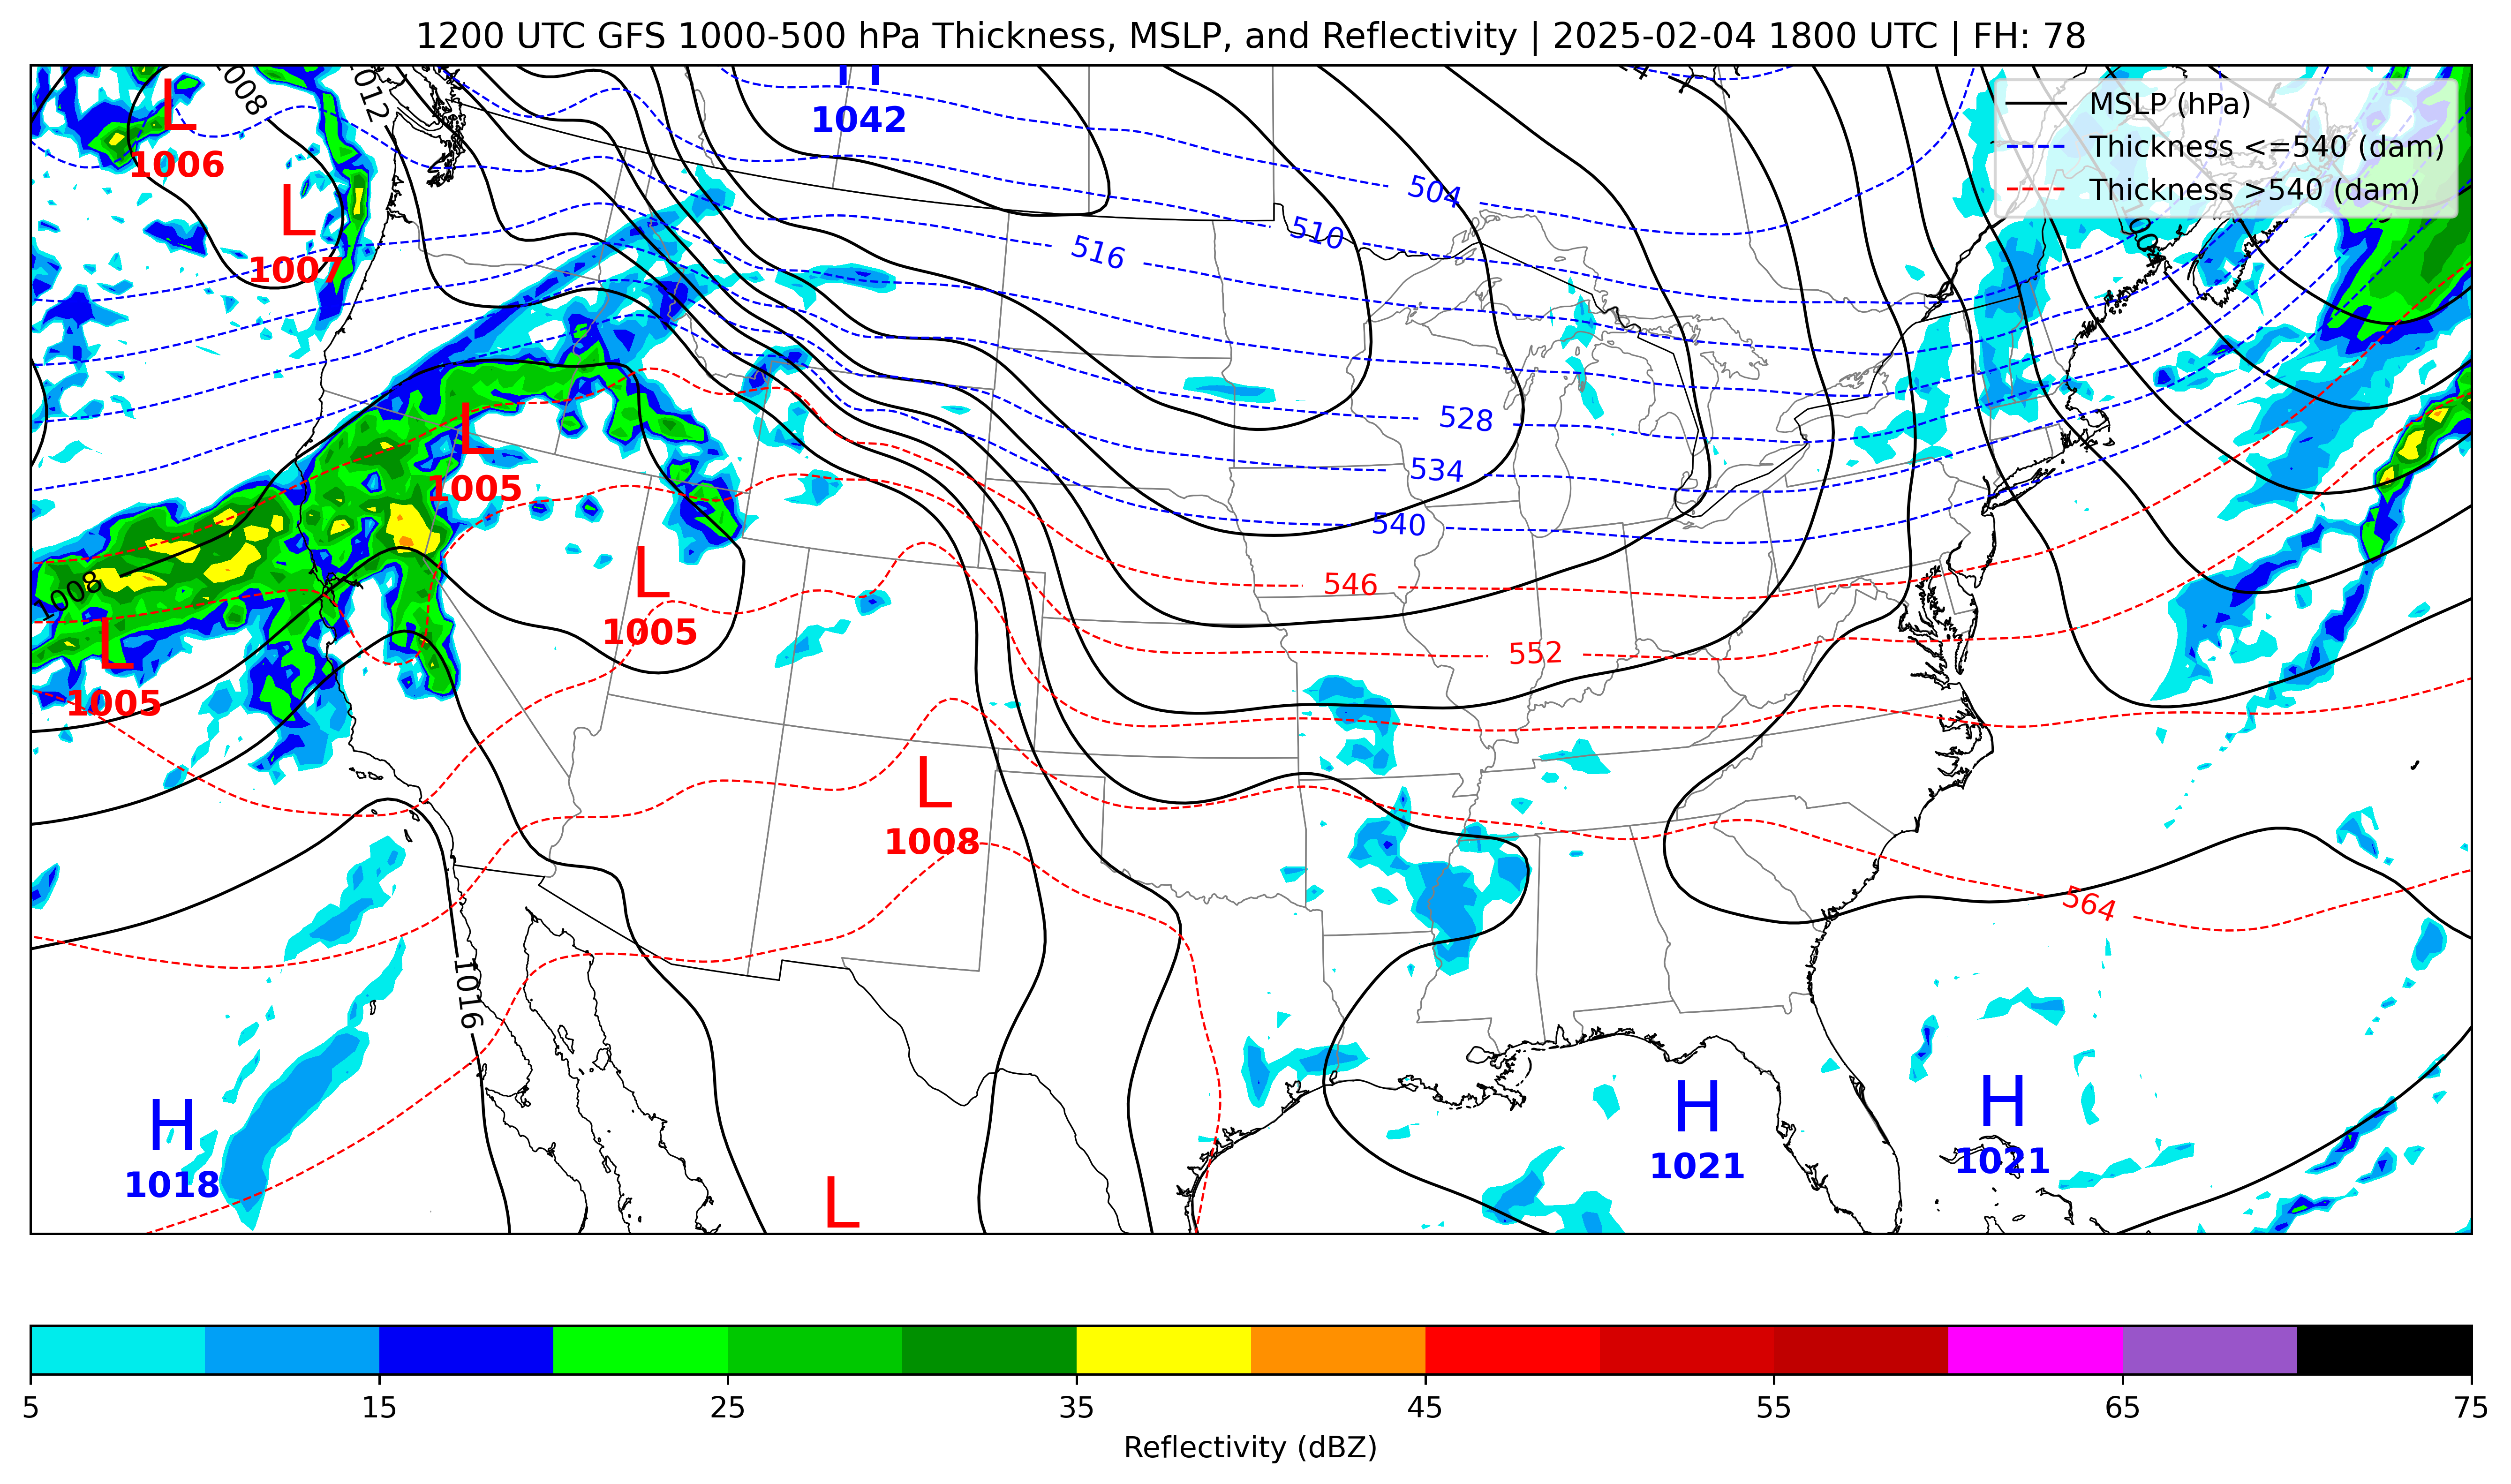 1200 UTC GFS 1000-500 hPa Thickness, MSLP, and Reflectivity | 2025-02-04 1800 UTC | FH: 78
MSLP (hPa)
Thickness <=540 (dam)
Thickness >540 (dam)
L
1006
1008
1012
H
1042
L
1007
504
510
516
528
534
540
546
552
564
L
1005
L
1005
1008
L
1005
L
1008
1016
H
1018
L
H
1021
H
1021
5 15 25 35 45 55 65 75
Reflectivity (dBZ)